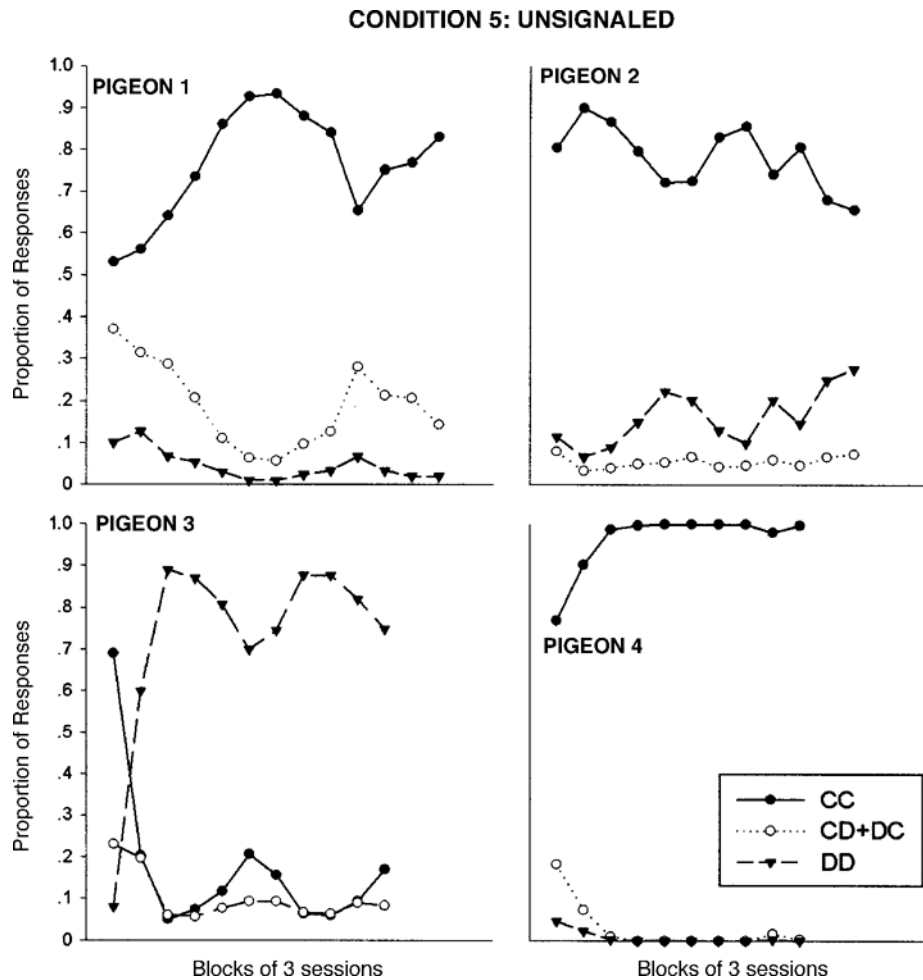 CONDITION 5: UNSIGNALED
PIGEON 1
PIGEON 2
Proportion of Responses
1.0
.9
.8
.7
.6
.5
.4
.3
.2
.1
0
PIGEON 3
PIGEON 4
Proportion of Responses
1.0
.9
.8
.7
.6
.5
.4
.3
.2
.1
0
CC
CD+DC
DD
Blocks of 3 sessions
Blocks of 3 sessions